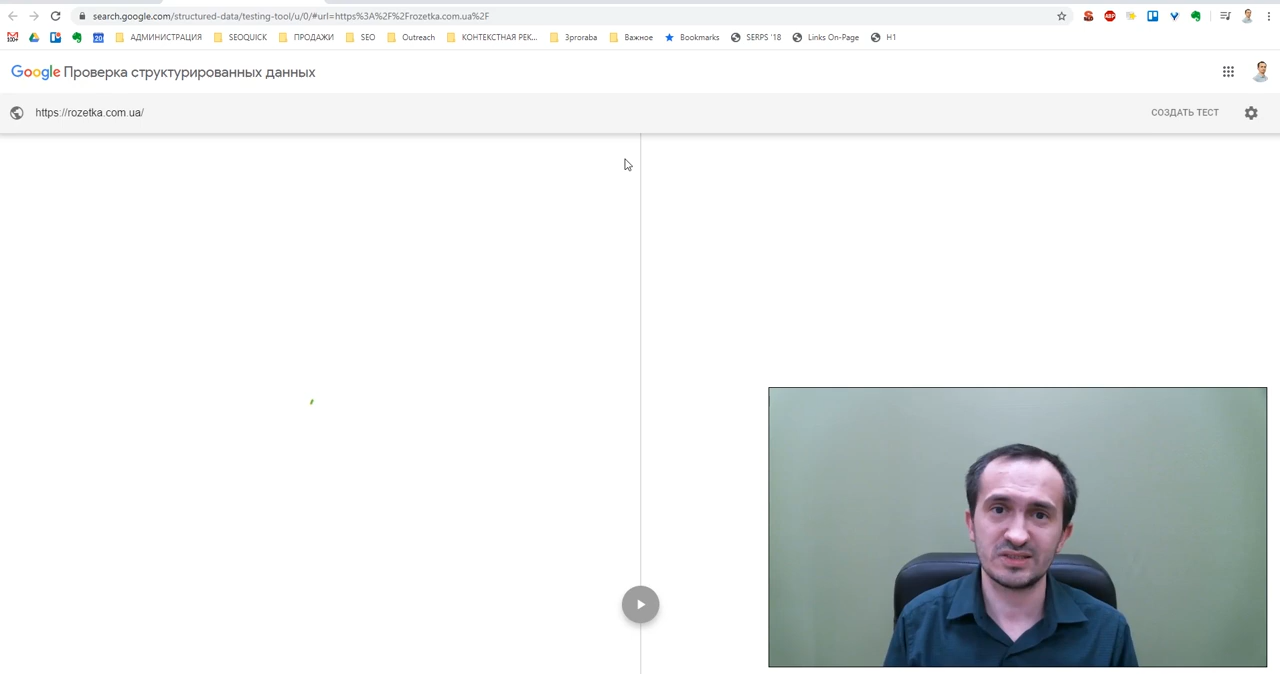 search.google.com/structured-data/testing-tool/u/0/#url=https%3A%2F%2Frozetka.com.ua%2F
АДМИНИСТРАЦИЯ SEOQUICK ПРОДАЖИ SEO Outreach КОНТЕКСТНАЯ РЕК... 3proraba Важное Bookmarks SERPS '18 Links On-Page H1
Google Проверка структурированных данных
https://rozetka.com.ua/
СОЗДАТЬ ТЕСТ